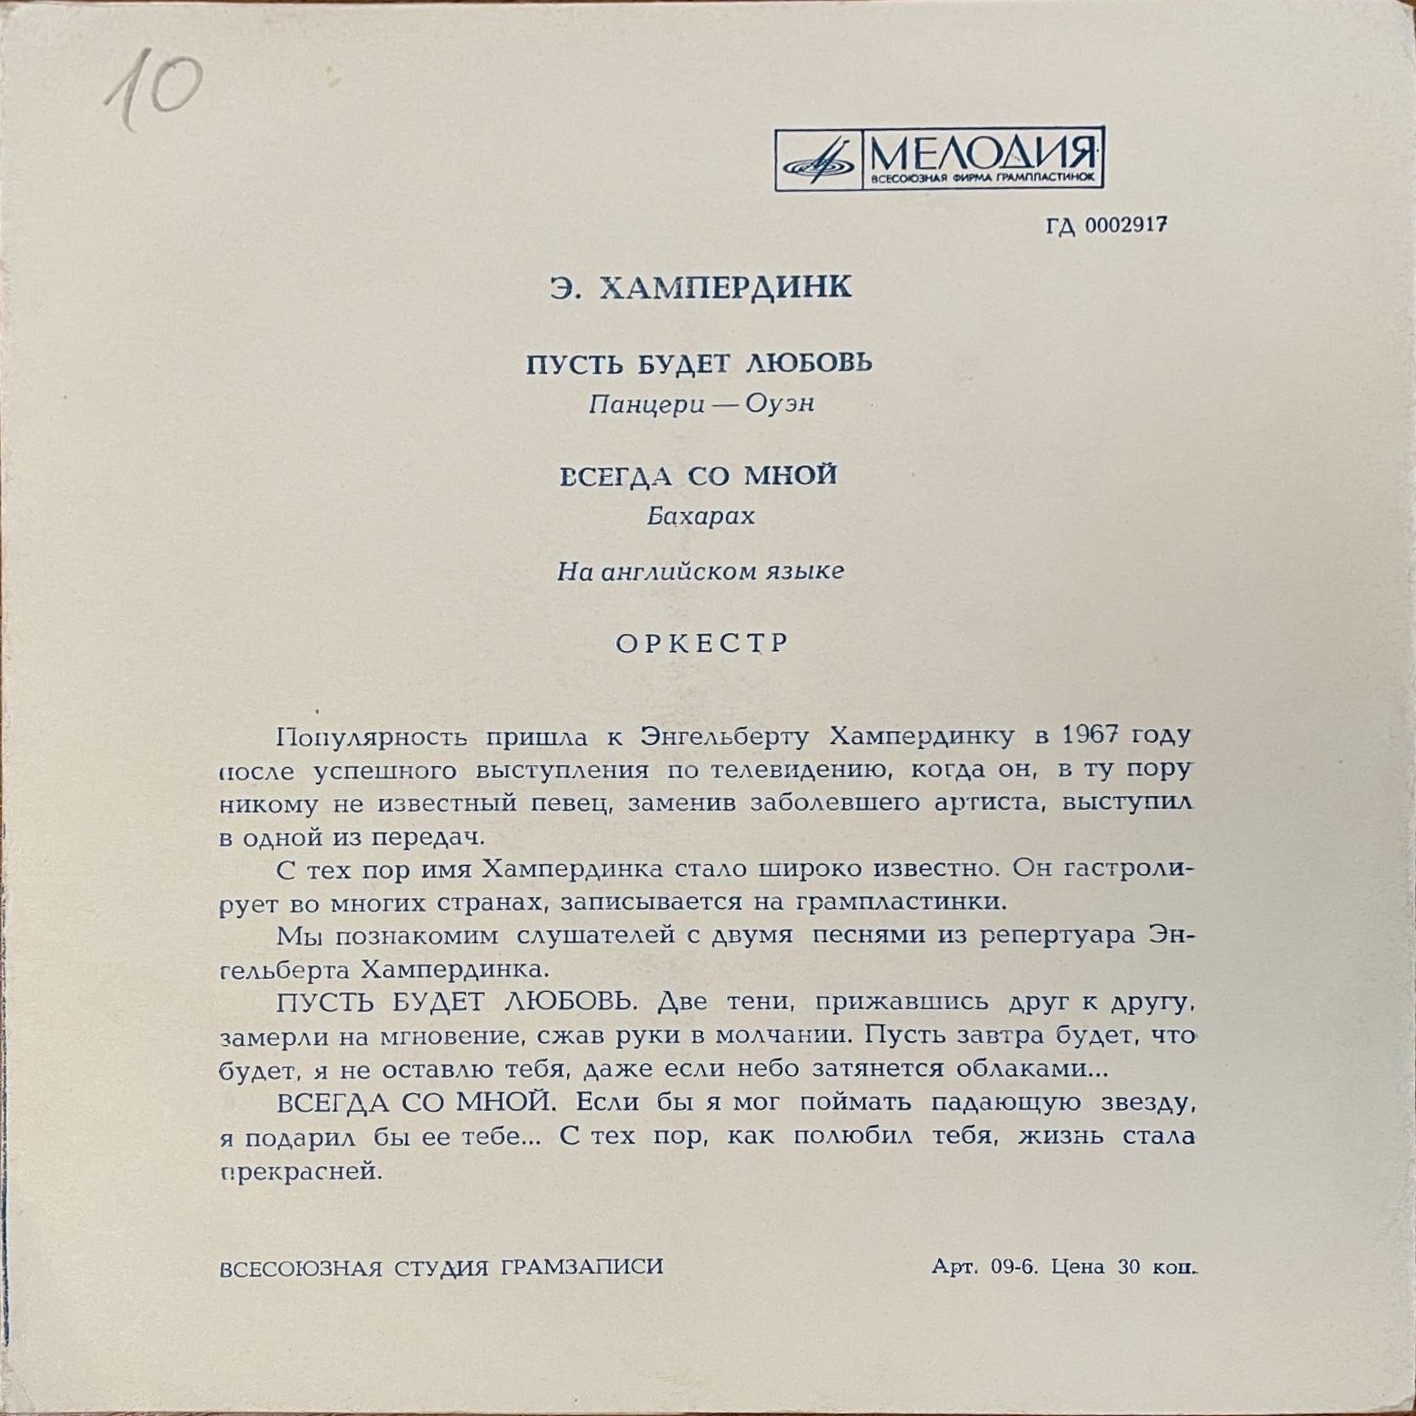 10
МЕЛОДИЯ
ВСЕСОЮЗНАЯ ФИРМА ГРАМПЛАСТИНОК
ГД 0002917
Э. ХАМПЕРДИНК
ПУСТЬ БУДЕТ ЛЮБОВЬ
Панцери — Оуэн
ВСЕГДА СО МНОЙ
Бахарах
На английском языке
ОРКЕСТР
Популярность пришла к Энгельберту Хампердинку в 1967 году
после успешного выступления по телевидению, когда он, в ту пору
никому не известный певец, заменив заболевшего артиста, выступил
в одной из передач.
С тех пор имя Хампердинка стало широко известно. Он гастроли-
рует во многих странах, записывается на грампластинки.
Мы познакомим слушателей с двумя песнями из репертуара Эн-
гельберта Хампердинка.
ПУСТЬ БУДЕТ ЛЮБОВЬ. Две тени, прижавшись друг к другу,
замерли на мгновение, сжав руки в молчании. Пусть завтра будет, что
будет, я не оставлю тебя, даже если небо затянется облаками...
ВСЕГДА СО МНОЙ. Если бы я мог поймать падающую звезду,
я подарил бы ее тебе... С тех пор, как полюбил тебя, жизнь стала
прекрасней.
ВСЕСОЮЗНАЯ СТУДИЯ ГРАМЗАПИСИ
Арт. 09-6. Цена 30 коп.